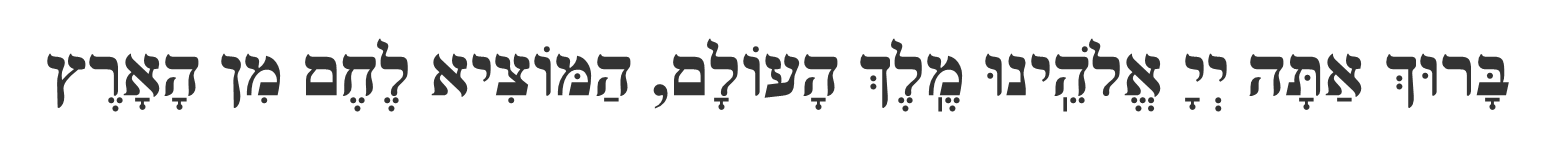 בָּרוּךְ אַתָּה יְיָ אֱלֹהֵֽינוּ מֶֽלֶךְ הָעוֹלָם, הַמּוֹצִיא לֶחֶם מִן הָאָרֶץ